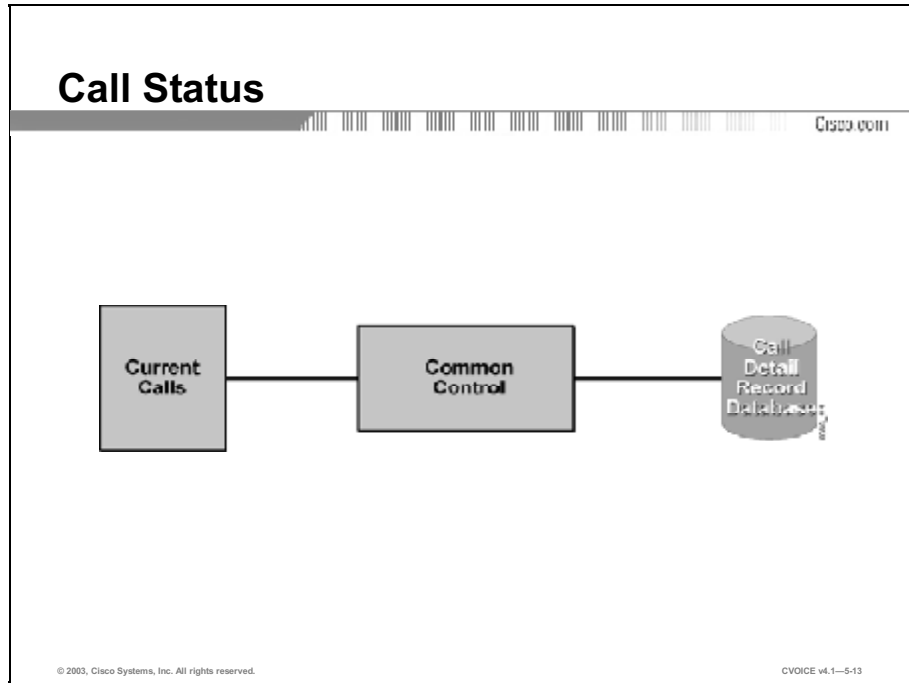 Call Status
Cisco.com
Current
Calls
Common
Control
Call
Detail
Record
Database
© 2003, Cisco Systems, Inc. All rights reserved.
CVOICE v4.1—5-13